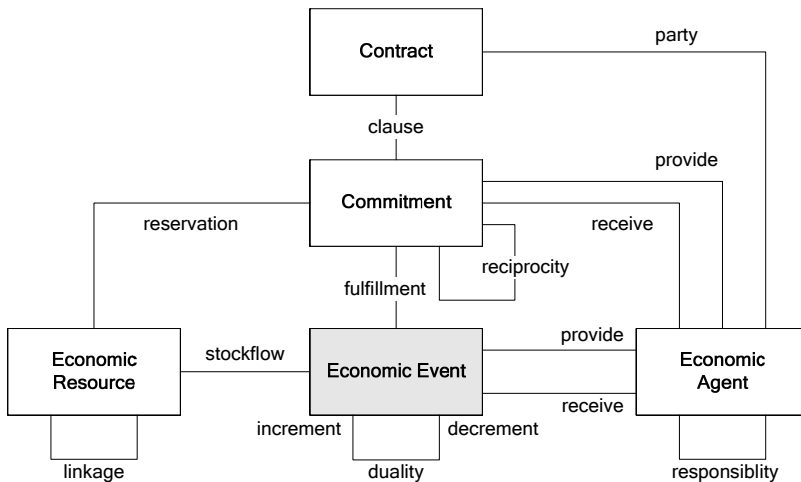 Contract
party
clause
provide
Commitment
reservation
receive
reciprocity
fulfillment
Economic
Resource
stockflow
Economic Event
provide
receive
Economic
Agent
increment
decrement
linkage
duality
responsiblity